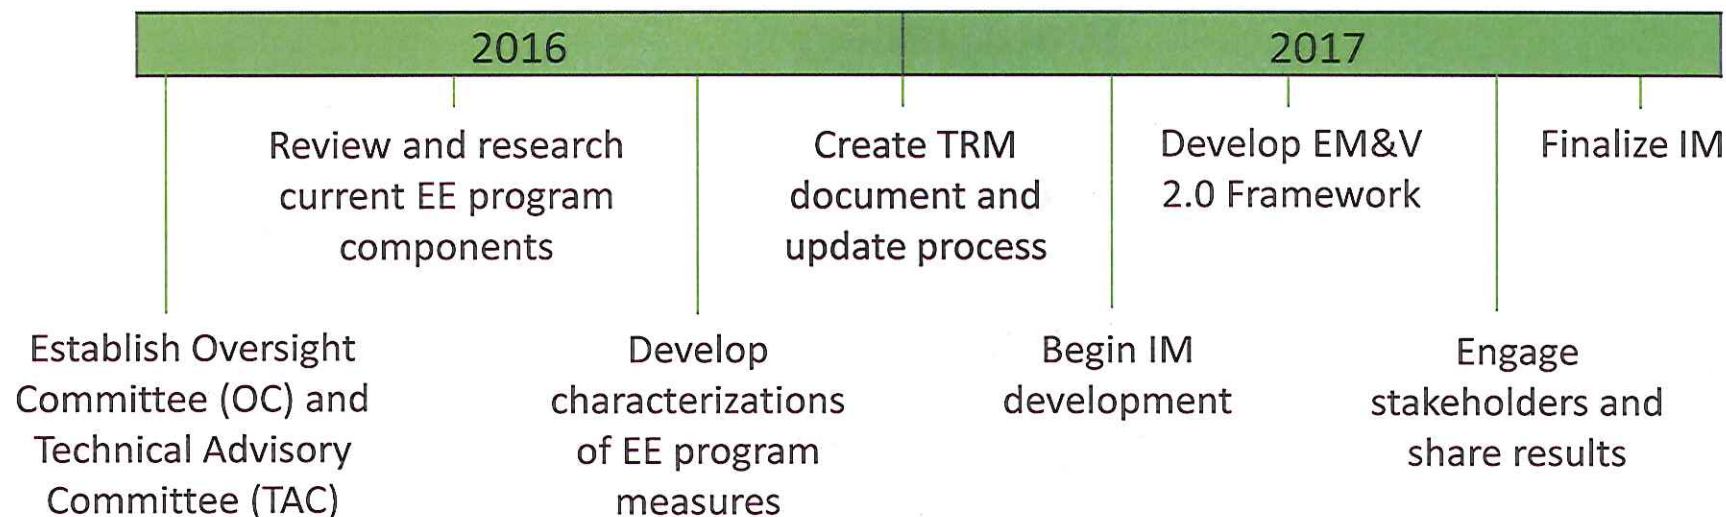 2016
2017
Review and research
current EE program
components
Create TRM
document and
update process
Develop EM&V
2.0 Framework
Finalize IM
Establish Oversight
Committee (OC) and
Technical Advisory
Committee (TAC)
Develop
characterizations
of EE program
measures
Begin IM
development
Engage
stakeholders and
share results